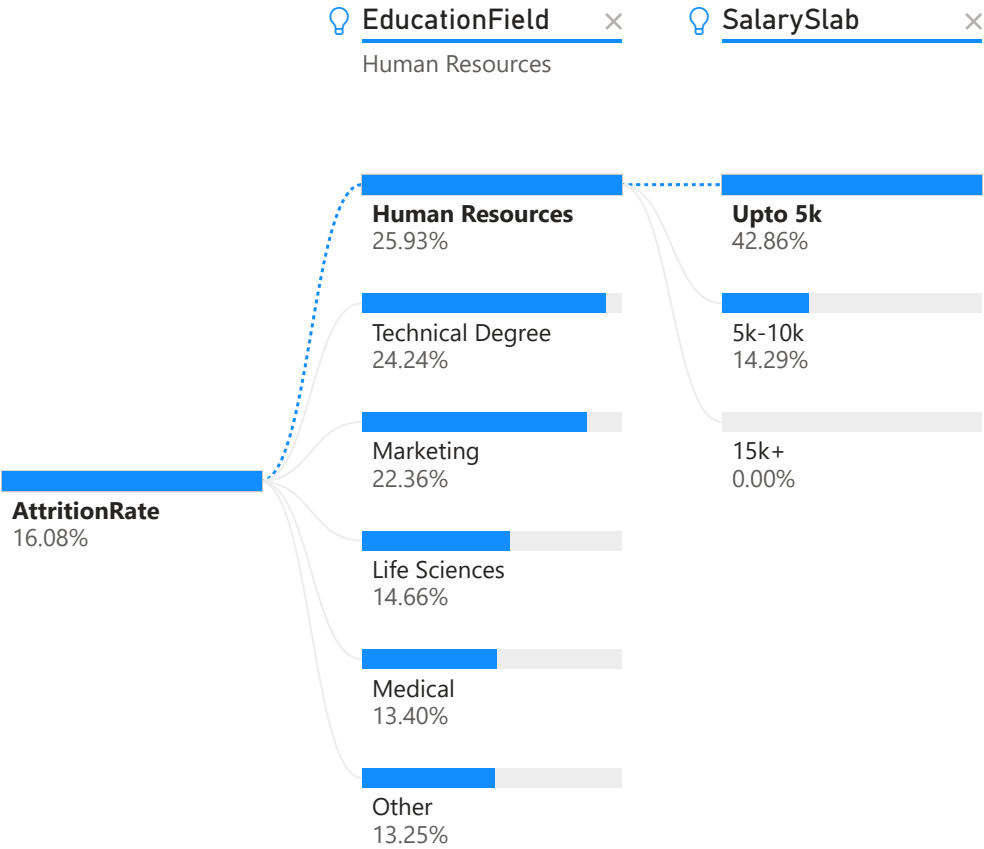 EducationField
SalarySlab
Human Resources
AttritionRate
16.08%
Human Resources
25.93%
Technical Degree
24.24%
Marketing
22.36%
Life Sciences
14.66%
Medical
13.40%
Other
13.25%
Upto 5k
42.86%
5k-10k
14.29%
15k+
0.00%